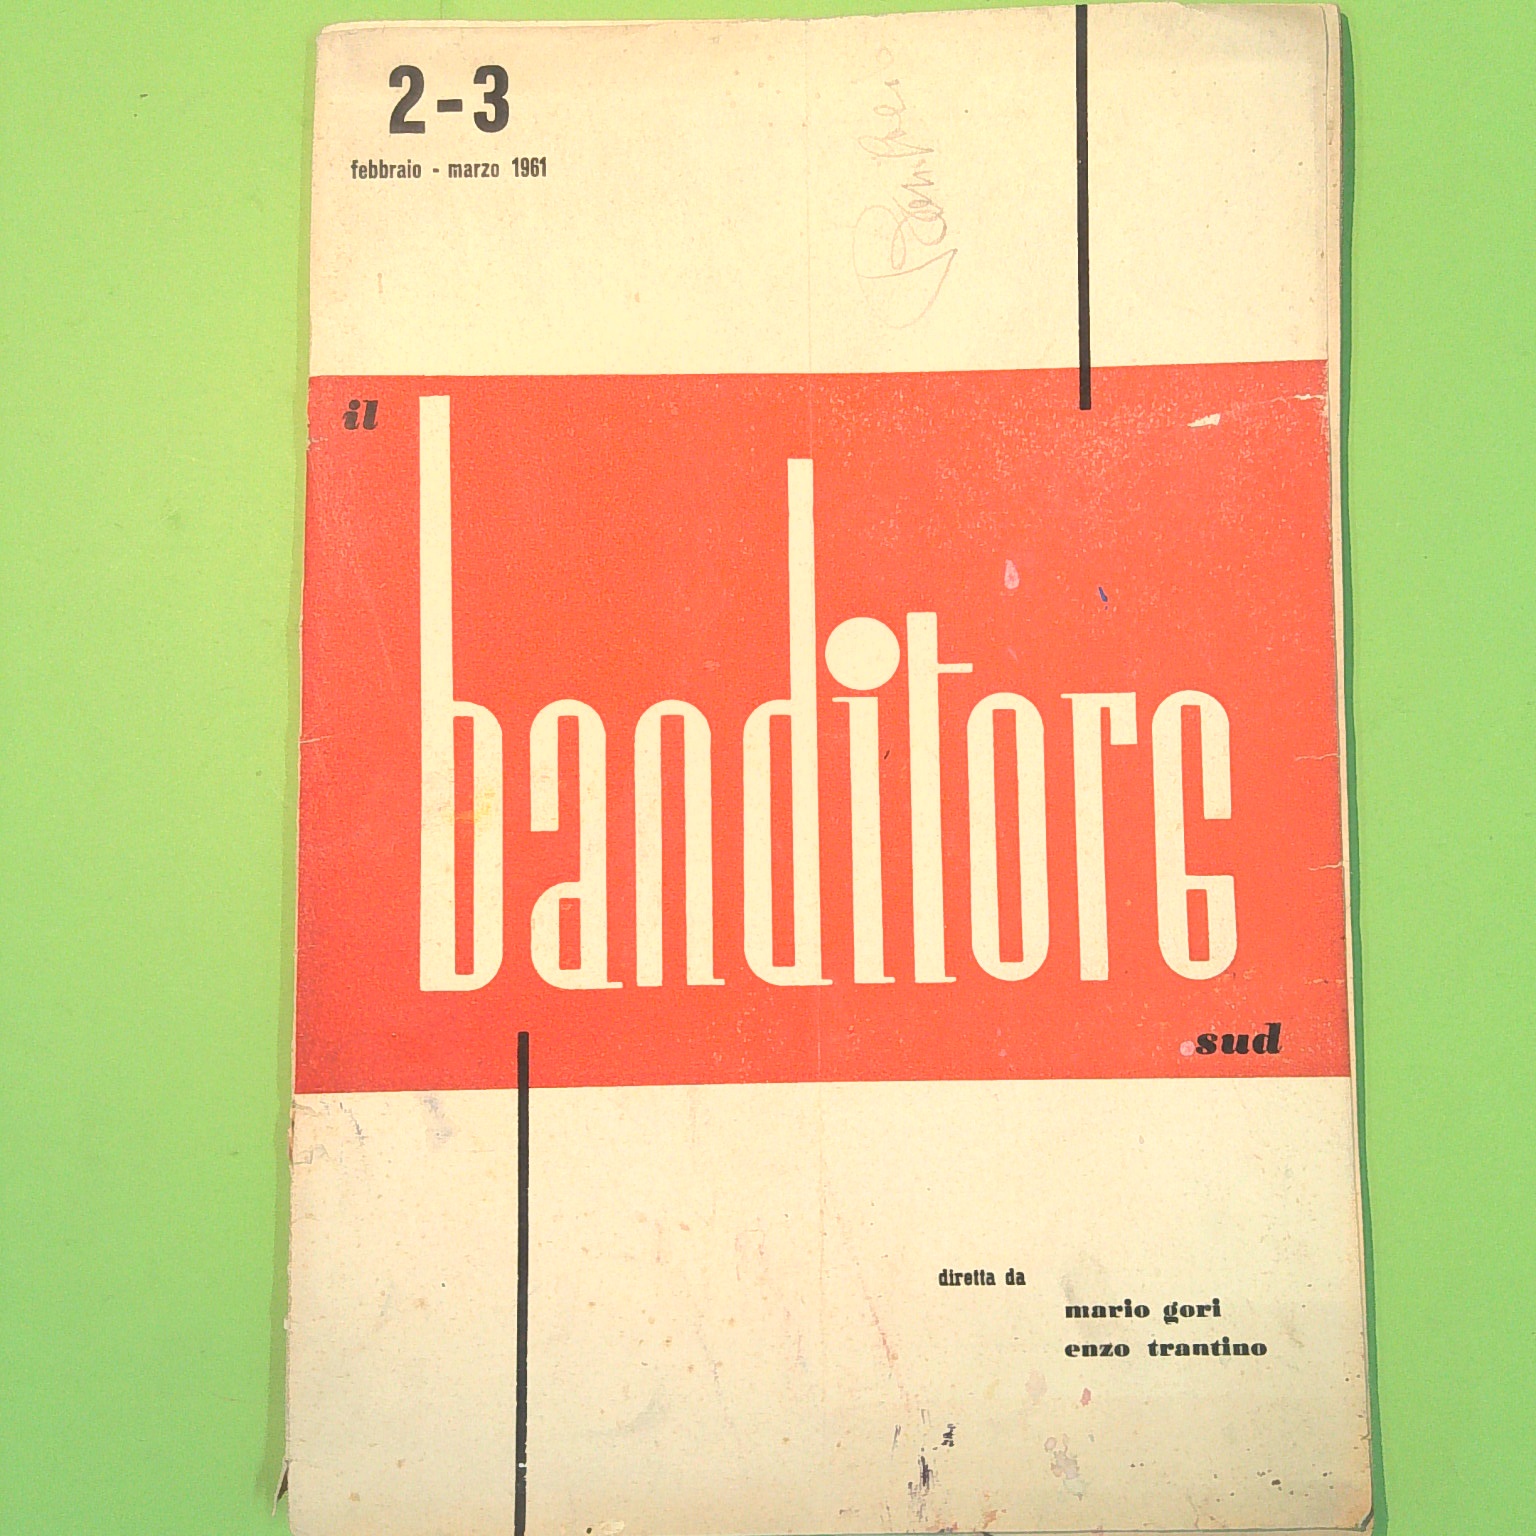 2-3
febbraio - marzo 1961
il
banditore
sud
diretta da
mario gori
enzo trantino